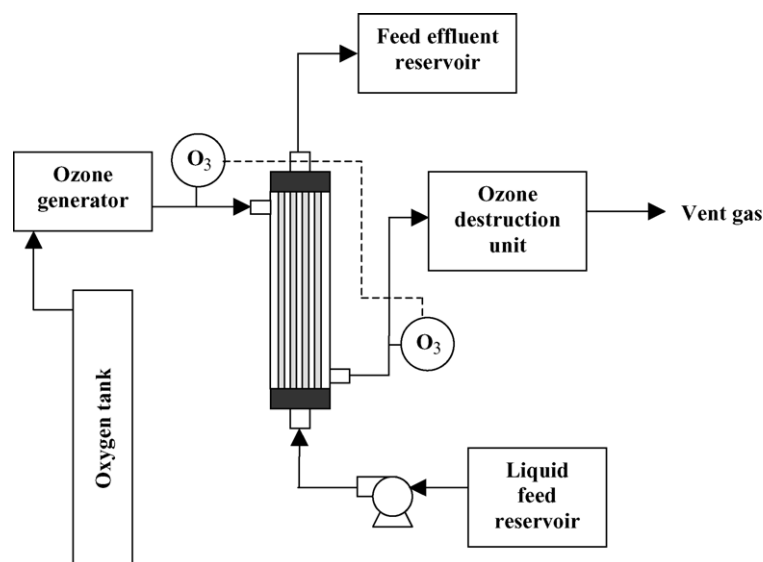 Feed effluent
reservoir
O₃
Ozone
generator
Ozone
destruction
unit
Vent gas
O₃
Oxygen tank
Liquid
feed
reservoir